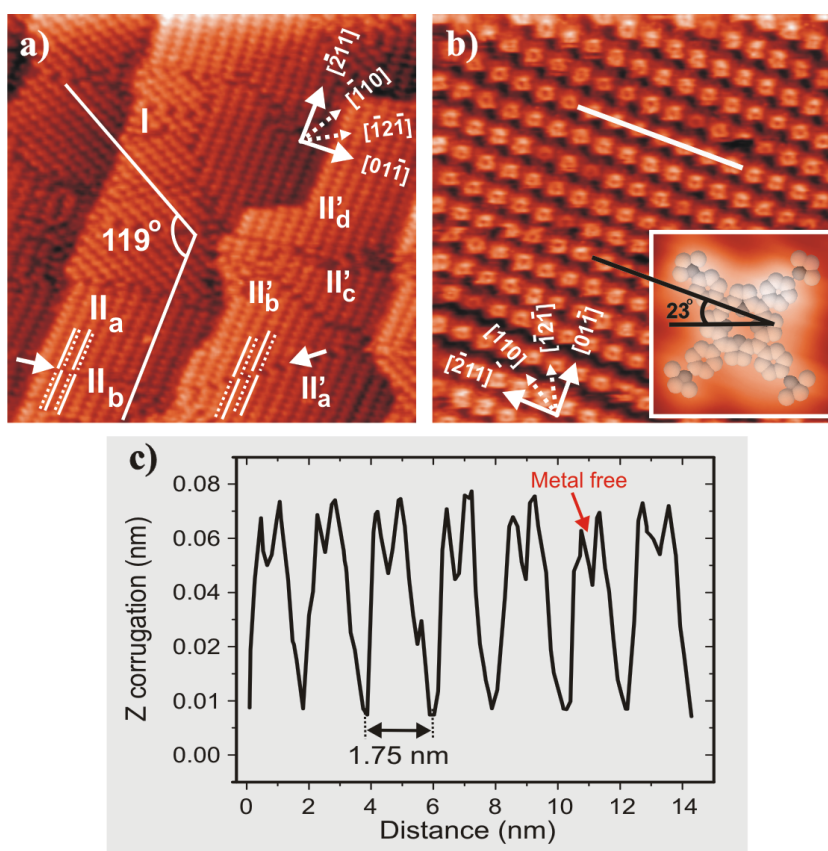 a)
I
[2̄11]
[1̄10]
[1̄21̄]
[011̄]
119°
II'd
II'c
II'b
IIa
IIb
II'a
b)
23°
[2̄11]
[1̄10]
[1̄21̄]
[011̄]
c)
Metal free
0.08
0.06
0.04
0.02
0.01
0.00
Z corrugation (nm)
1.75 nm
0 2 4 6 8 10 12 14
Distance (nm)